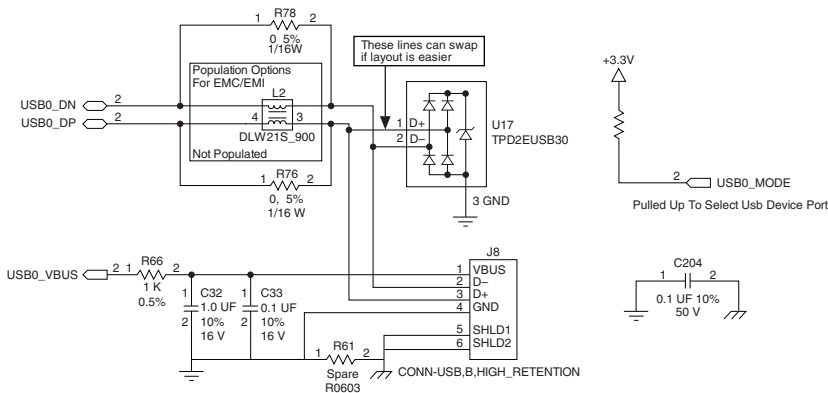 R78
1 2
0 5%
1/16W
These lines can swap
if layout is easier
Population Options
For EMC/EMI
L2
USB0_DN 2
USB0_DP 2
4 3
DLW21S_900
Not Populated
R76
1 2
0, 5%
1/16 W
1 D+
2 D–
U17
TPD2EUSB30
3 GND
+3.3V
2 USB0_MODE
Pulled Up To Select Usb Device Port
USB0_VBUS 2
R66
1 2
1 K
0.5%
1 C32
1.0 UF
2 10%
16 V
1 C33
0.1 UF
2 10%
16 V
J8
1 VBUS
2 D–
3 D+
4 GND
5 SHLD1
6 SHLD2
R61
1 2
Spare
R0603
CONN-USB,B,HIGH_RETENTION
C204
1 2
0.1 UF 10%
50 V